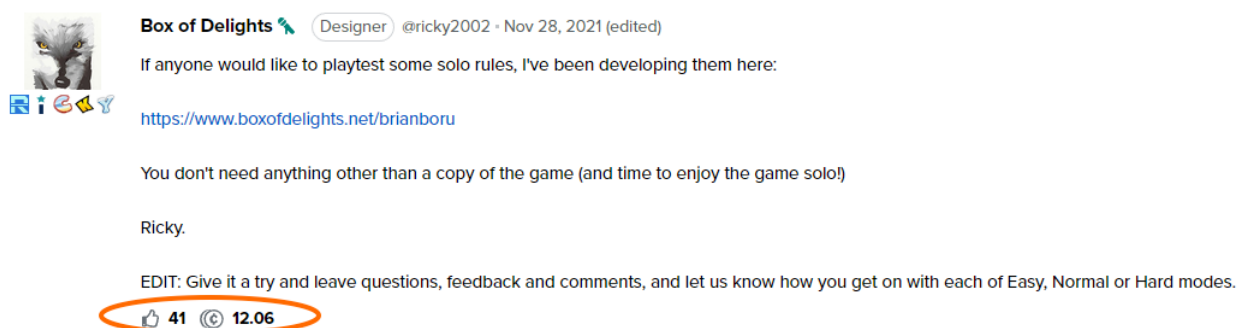 Box of Delights Designer @ricky2002 · Nov 28, 2021 (edited)
If anyone would like to playtest some solo rules, I've been developing them here:
https://www.boxofdelights.net/brianboru
You don't need anything other than a copy of the game (and time to enjoy the game solo!)
Ricky.
EDIT: Give it a try and leave questions, feedback and comments, and let us know how you get on with each of Easy, Normal or Hard modes.
41 12.06